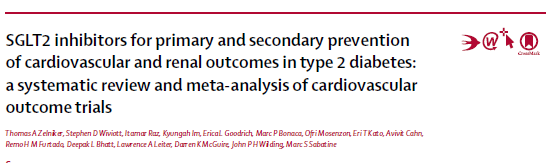 SGLT2 inhibitors for primary and secondary prevention
of cardiovascular and renal outcomes in type 2 diabetes:
a systematic review and meta-analysis of cardiovascular
outcome trials
CrossMark
Thomas A Zelniker, Stephen D Wiviott, Itamar Raz, Kyungah Im, Erica L Goodrich, Marc P Bonaca, Ofri Mosenzon, Eri T Kato, Avivit Cahn,
Remo H M Furtado, Deepak L Bhatt, Lawrence A Leiter, Darren K McGuire, John P H Wilding, Marc S Sabatine